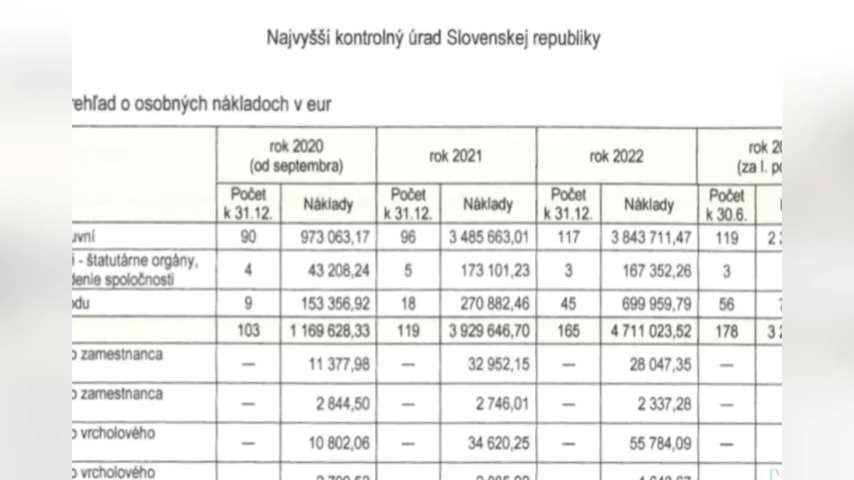 Najvyšší kontrolný úrad Slovenskej republiky
rehľad o osobných nákladoch v eur
rok 2020 (od septembra) rok 2021 rok 2022 rok 20 (za I. po
Počet k 31.12. Náklady Počet k 31.12. Náklady Počet k 31.12. Náklady Počet k 30.6.
uvní 90 973 063,17 96 3 485 663,01 117 3 843 711,47 119 2 3
i - štatutárne orgány,
denie spoločnosti 4 43 208,24 5 173 101,23 3 167 352,26 3
odu 9 153 356,92 18 270 882,46 45 699 959,79 56
103 1 169 628,33 119 3 929 646,70 165 4 711 023,52 178 3 2
o zamestnanca — 11 377,98 — 32 952,15 — 28 047,35 —
o zamestnanca — 2 844,50 — 2 746,01 — 2 337,28 —
o vrcholového — 10 802,06 — 34 620,25 — 55 784,09 —
o vrcholového